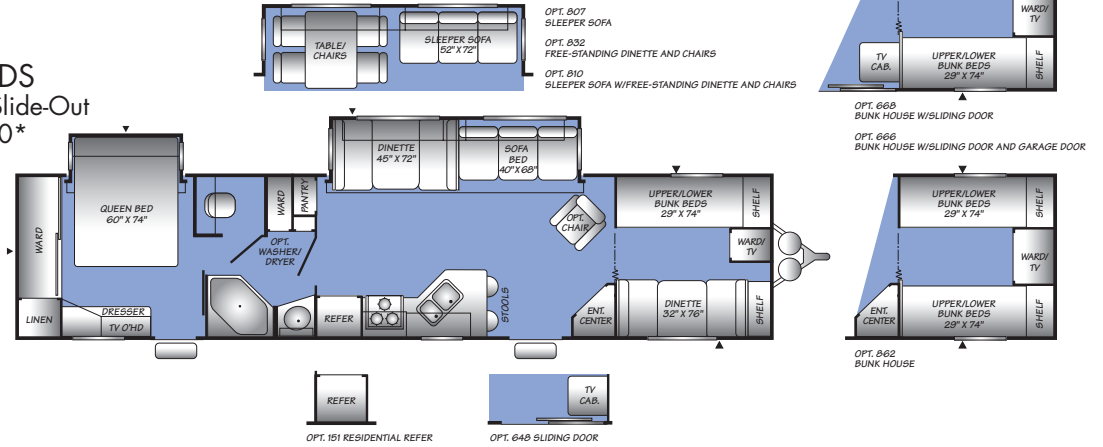 TABLE/
CHAIRS
SLEEPER SOFA
52" X 72"
OPT. 807
SLEEPER SOFA
OPT. 832
FREE-STANDING DINETTE AND CHAIRS
OPT. 810
SLEEPER SOFA W/FREE-STANDING DINETTE AND CHAIRS
WARD/
TV
TV
CAB.
UPPER/LOWER
BUNK BEDS
29" X 74"
SHELF
OPT. 668
BUNK HOUSE W/SLIDING DOOR
OPT. 666
BUNK HOUSE W/SLIDING DOOR AND GARAGE DOOR
DS
Slide-Out
0*
WARD
LINEN
QUEEN BED
60" X 74"
DRESSER
TV O'HD
WARD
PANTRY
OPT.
WASHER/
DRYER
REFER
DINETTE
45" X 72"
SOFA
BED
40" X 68"
STOOLS
OPT.
CHAIR
UPPER/LOWER
BUNK BEDS
29" X 74"
SHELF
WARD/
TV
ENT.
CENTER
DINETTE
32" X 76"
SHELF
UPPER/LOWER
BUNK BEDS
29" X 74"
SHELF
WARD/
TV
ENT.
CENTER
UPPER/LOWER
BUNK BEDS
29" X 74"
SHELF
OPT. 862
BUNK HOUSE
REFER
OPT. 151 RESIDENTIAL REFER
TV
CAB.
OPT. 648 SLIDING DOOR